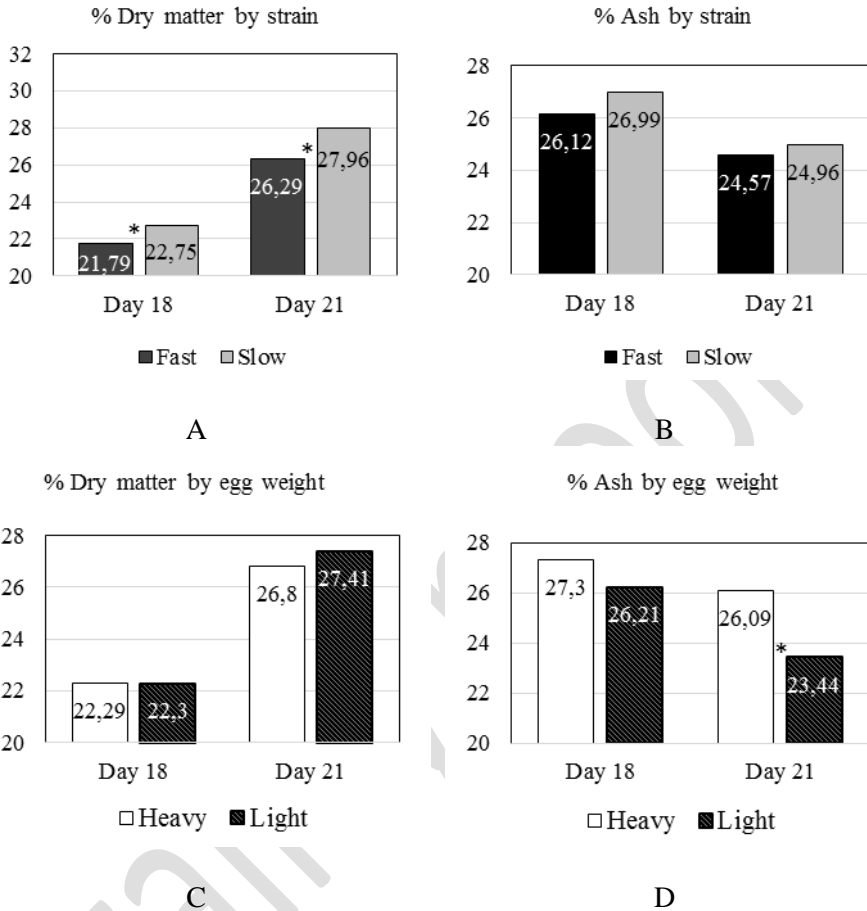 % Dry matter by strain
32
30
28
26
24
22
20
21,79
*
22,75
26,29
*
27,96
Day 18 Day 21
Fast Slow
A
% Ash by strain
28
26
24
22
20
26,12
26,99
24,57
24,96
Day 18 Day 21
Fast Slow
B
% Dry matter by egg weight
28
26
24
22
20
22,29
22,3
26,8
27,41
Day 18 Day 21
Heavy Light
C
% Ash by egg weight
28
26
24
22
20
27,3
26,21
26,09
*
23,44
Day 18 Day 21
Heavy Light
D